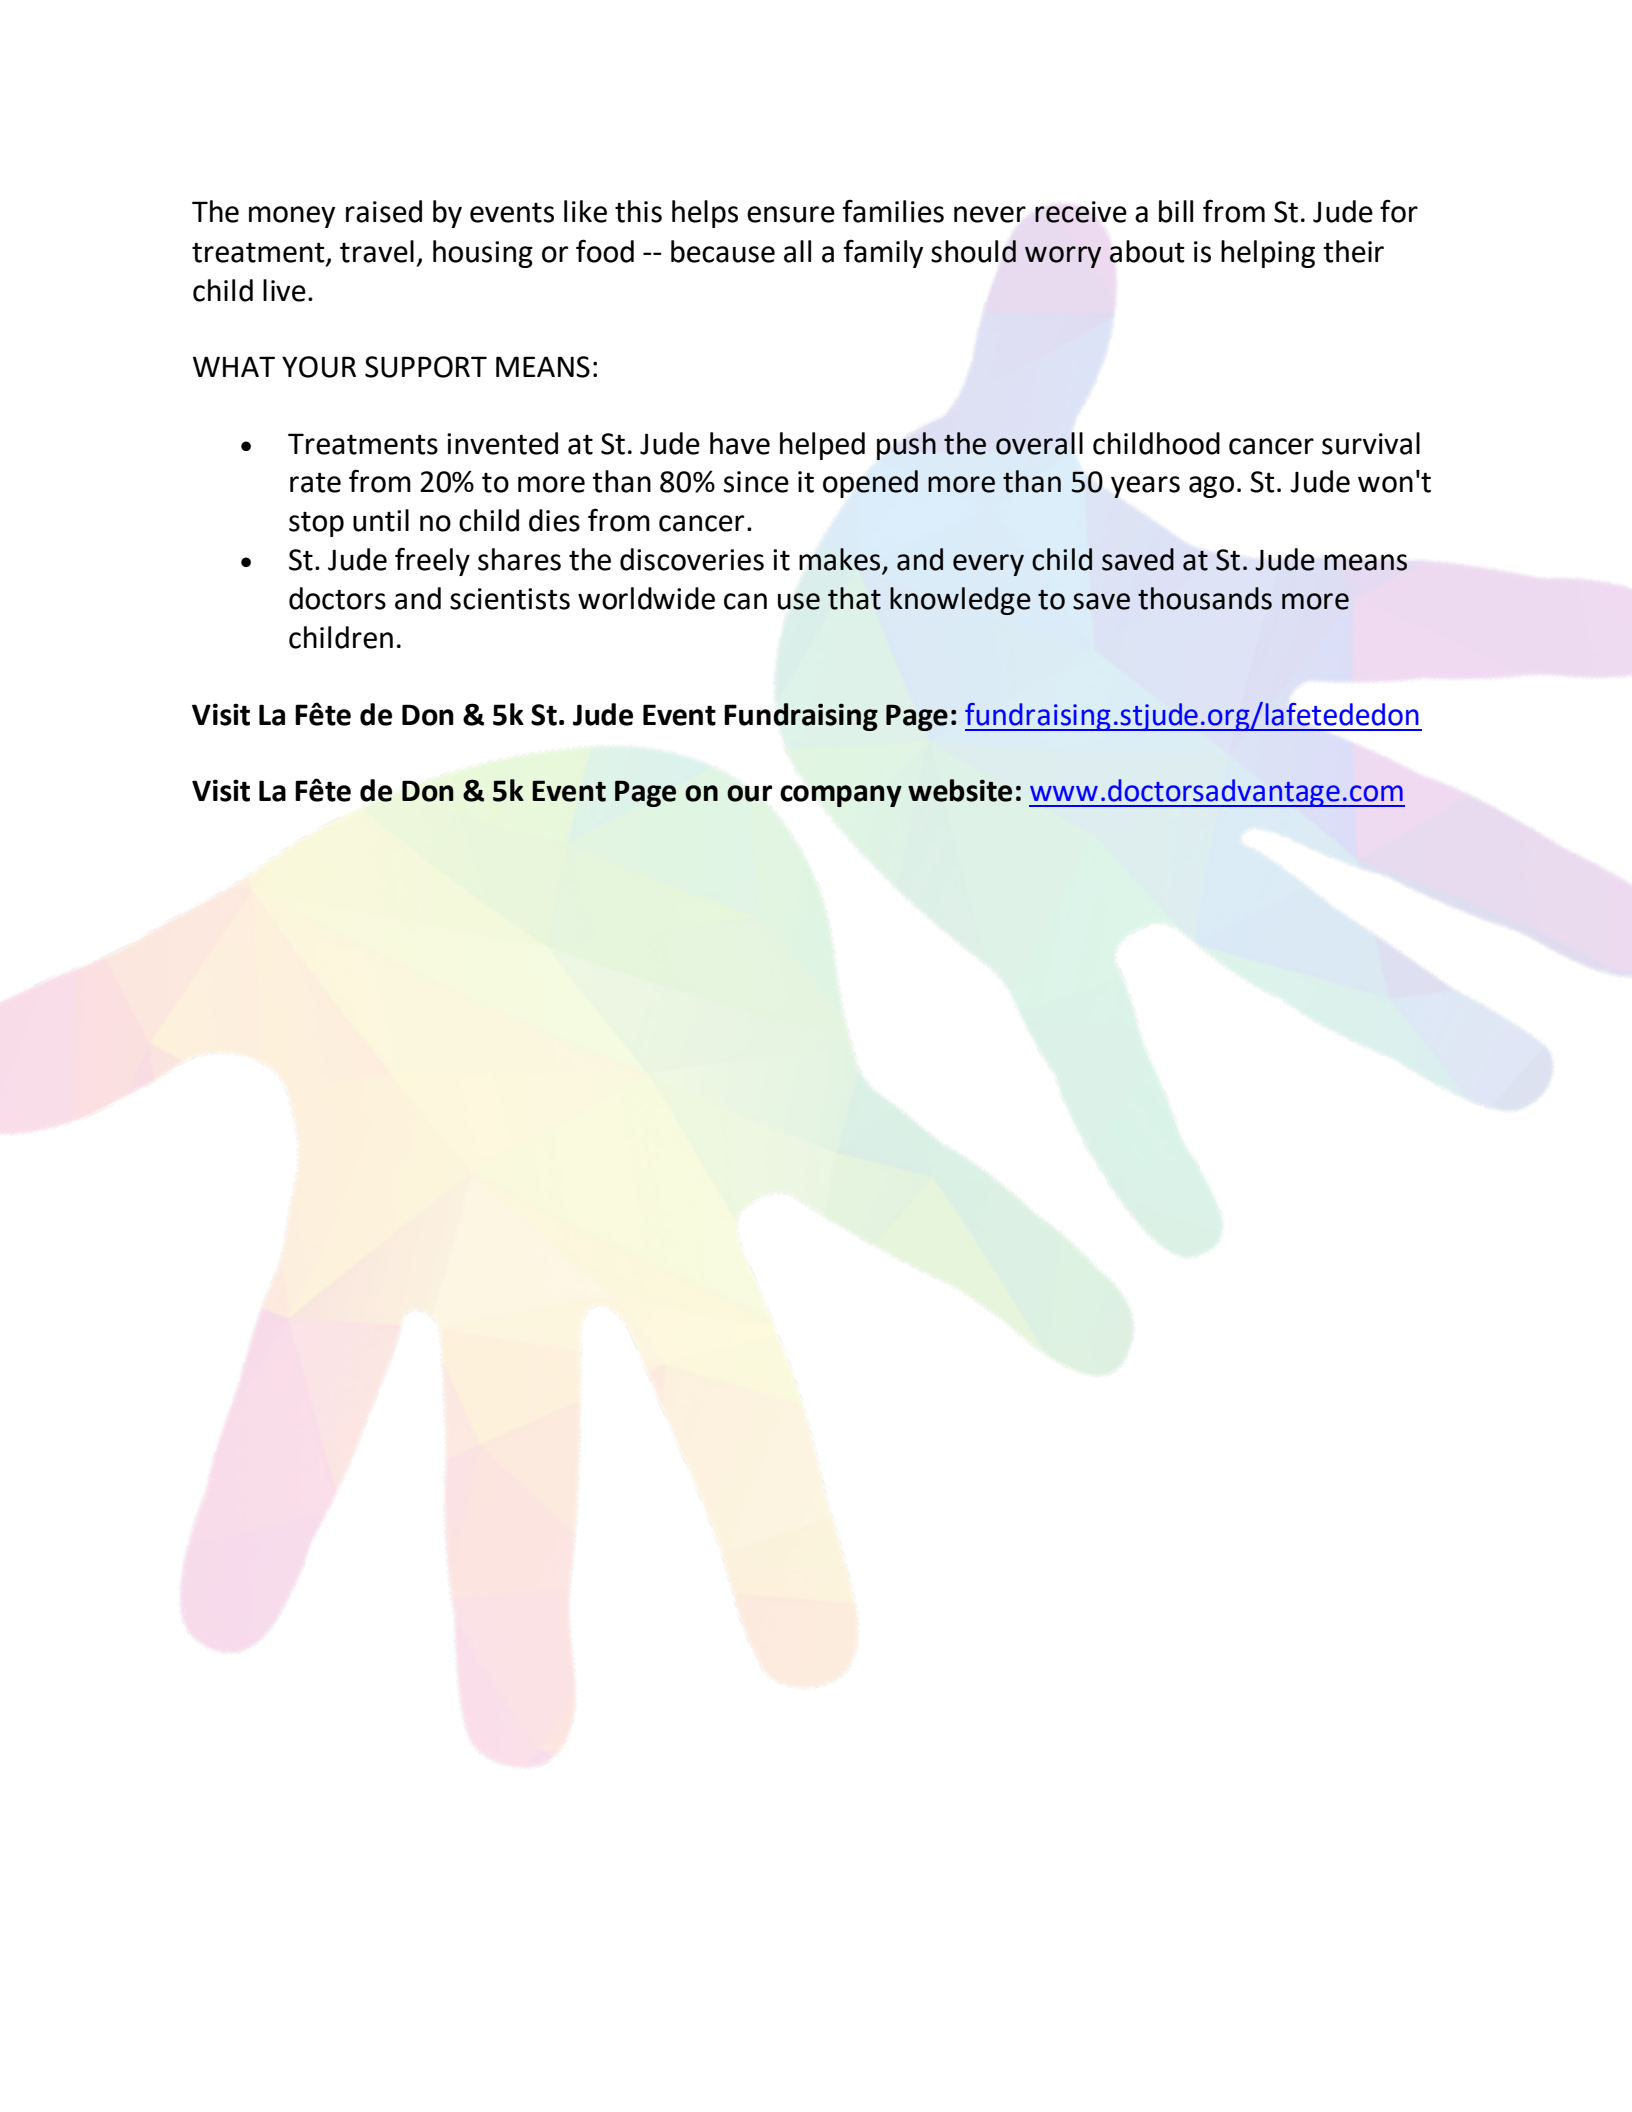 The money raised by events like this helps ensure families never receive a bill from St. Jude for
treatment, travel, housing or food -- because all a family should worry about is helping their
child live.
WHAT YOUR SUPPORT MEANS:
• Treatments invented at St. Jude have helped push the overall childhood cancer survival
rate from 20% to more than 80% since it opened more than 50 years ago. St. Jude won't
stop until no child dies from cancer.
• St. Jude freely shares the discoveries it makes, and every child saved at St. Jude means
doctors and scientists worldwide can use that knowledge to save thousands more
children.
Visit La Fête de Don & 5k St. Jude Event Fundraising Page: fundraising.stjude.org/lafetededon
Visit La Fête de Don & 5k Event Page on our company website: www.doctorsadvantage.com